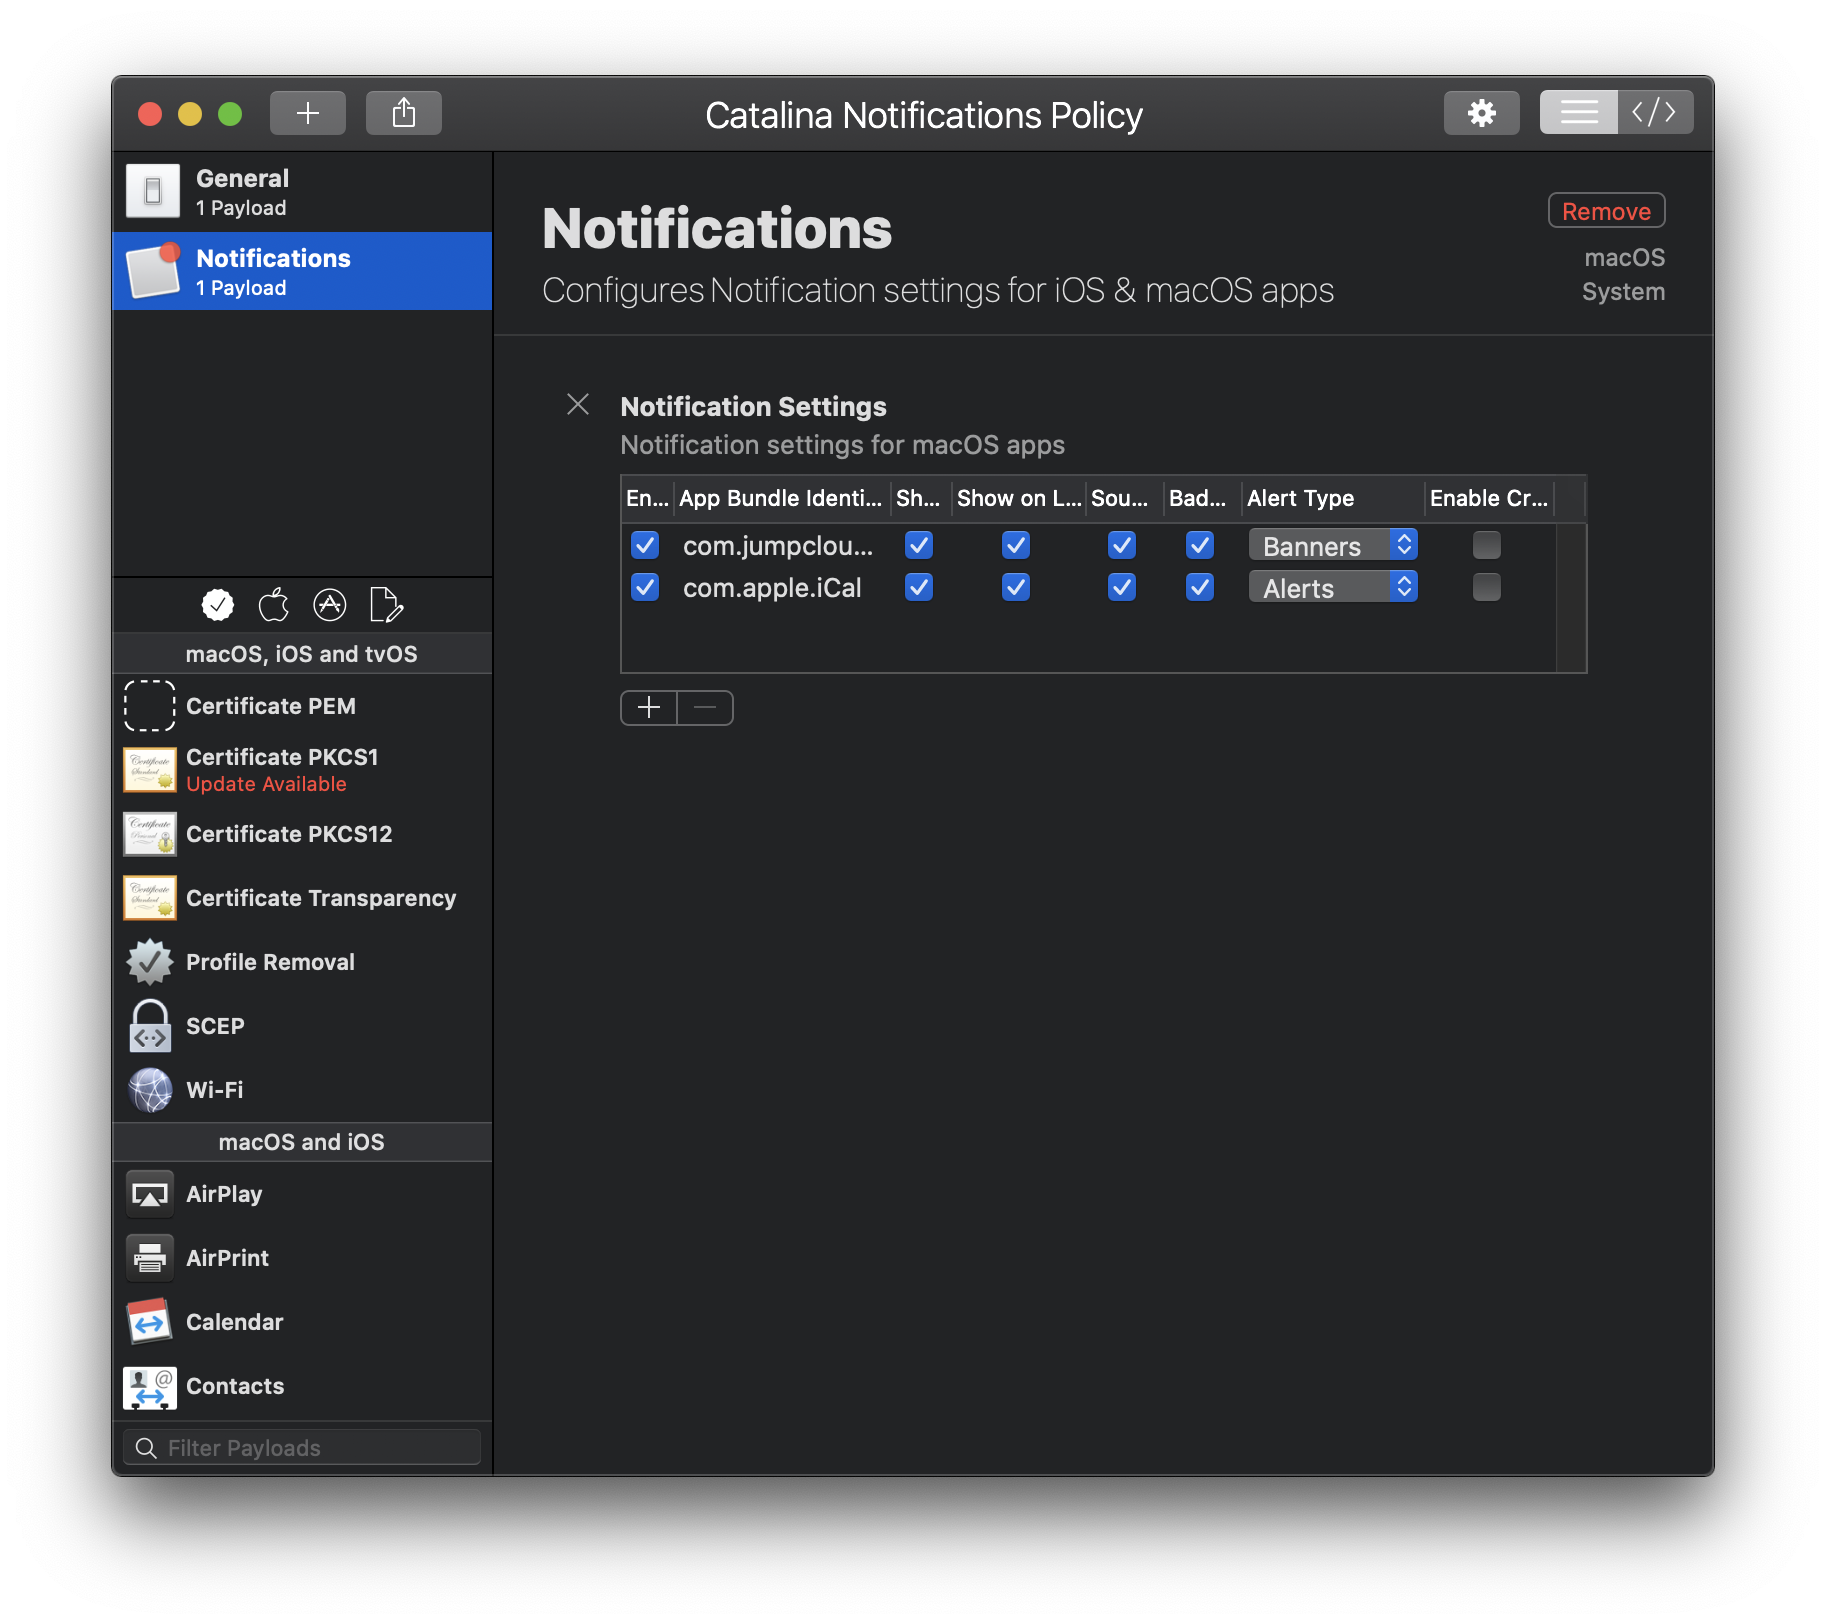 Catalina Notifications Policy
General
1 Payload
Notifications
1 Payload
macOS, iOS and tvOS
Certificate PEM
Certificate PKCS1
Update Available
Certificate PKCS12
Certificate Transparency
Profile Removal
SCEP
Wi-Fi
macOS and iOS
AirPlay
AirPrint
Calendar
Contacts
Filter Payloads
Notifications
Configures Notification settings for iOS & macOS apps
Remove
macOS
System
Notification Settings
Notification settings for macOS apps
En... App Bundle Identi... Sh... Show on L... Sou... Bad... Alert Type Enable Cr...
com.jumpclou... Banners
com.apple.iCal Alerts